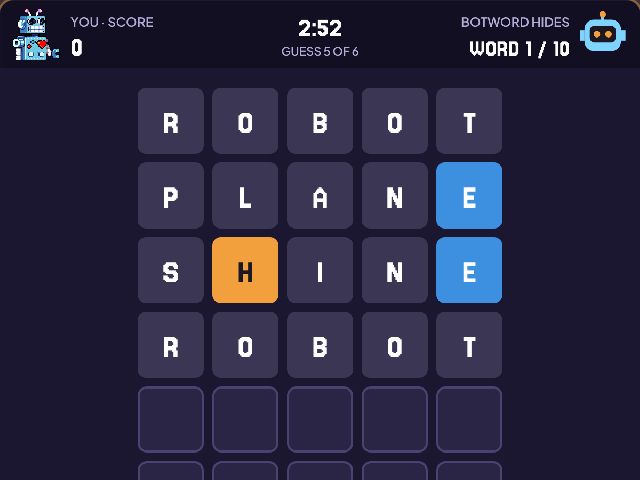 YOU · SCORE
0
2:52
GUESS 5 OF 6
BOTWORD HIDES
WORD 1 / 10
R O B O T
P L A N E
S H I N E
R O B O T